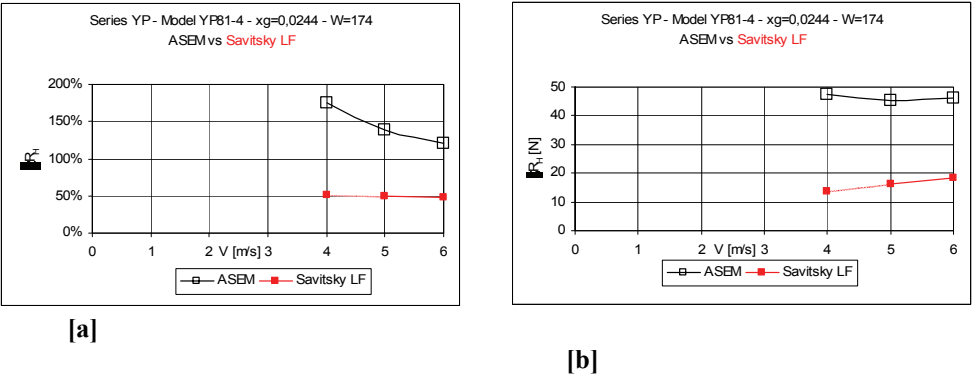 Series YP - Model YP81-4 - xg=0,0244 - W=174
ASEM vs Savitsky LF
200%
150%
100%
50%
0%
RH
0 1 2 V [m/s] 3 4 5 6
ASEM Savitsky LF
[a]
Series YP - Model YP81-4 - xg=0,0244 - W=174
ASEM vs Savitsky LF
50
40
30
20
10
0
RH [N]
0 1 2 V [m/s] 3 4 5 6
ASEM Savitsky LF
[b]